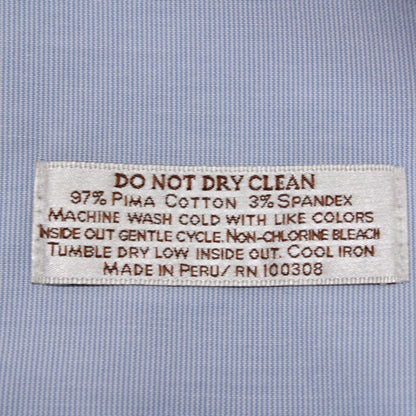 DO NOT DRY CLEAN
97% PIMA COTTON 3% SPANDEX
MACHINE WASH COLD WITH LIKE COLORS
INSIDE OUT GENTLE CYCLE. NON-CHLORINE BLEACH
TUMBLE DRY LOW INSIDE OUT. COOL IRON
MADE IN PERU/ RN 100308